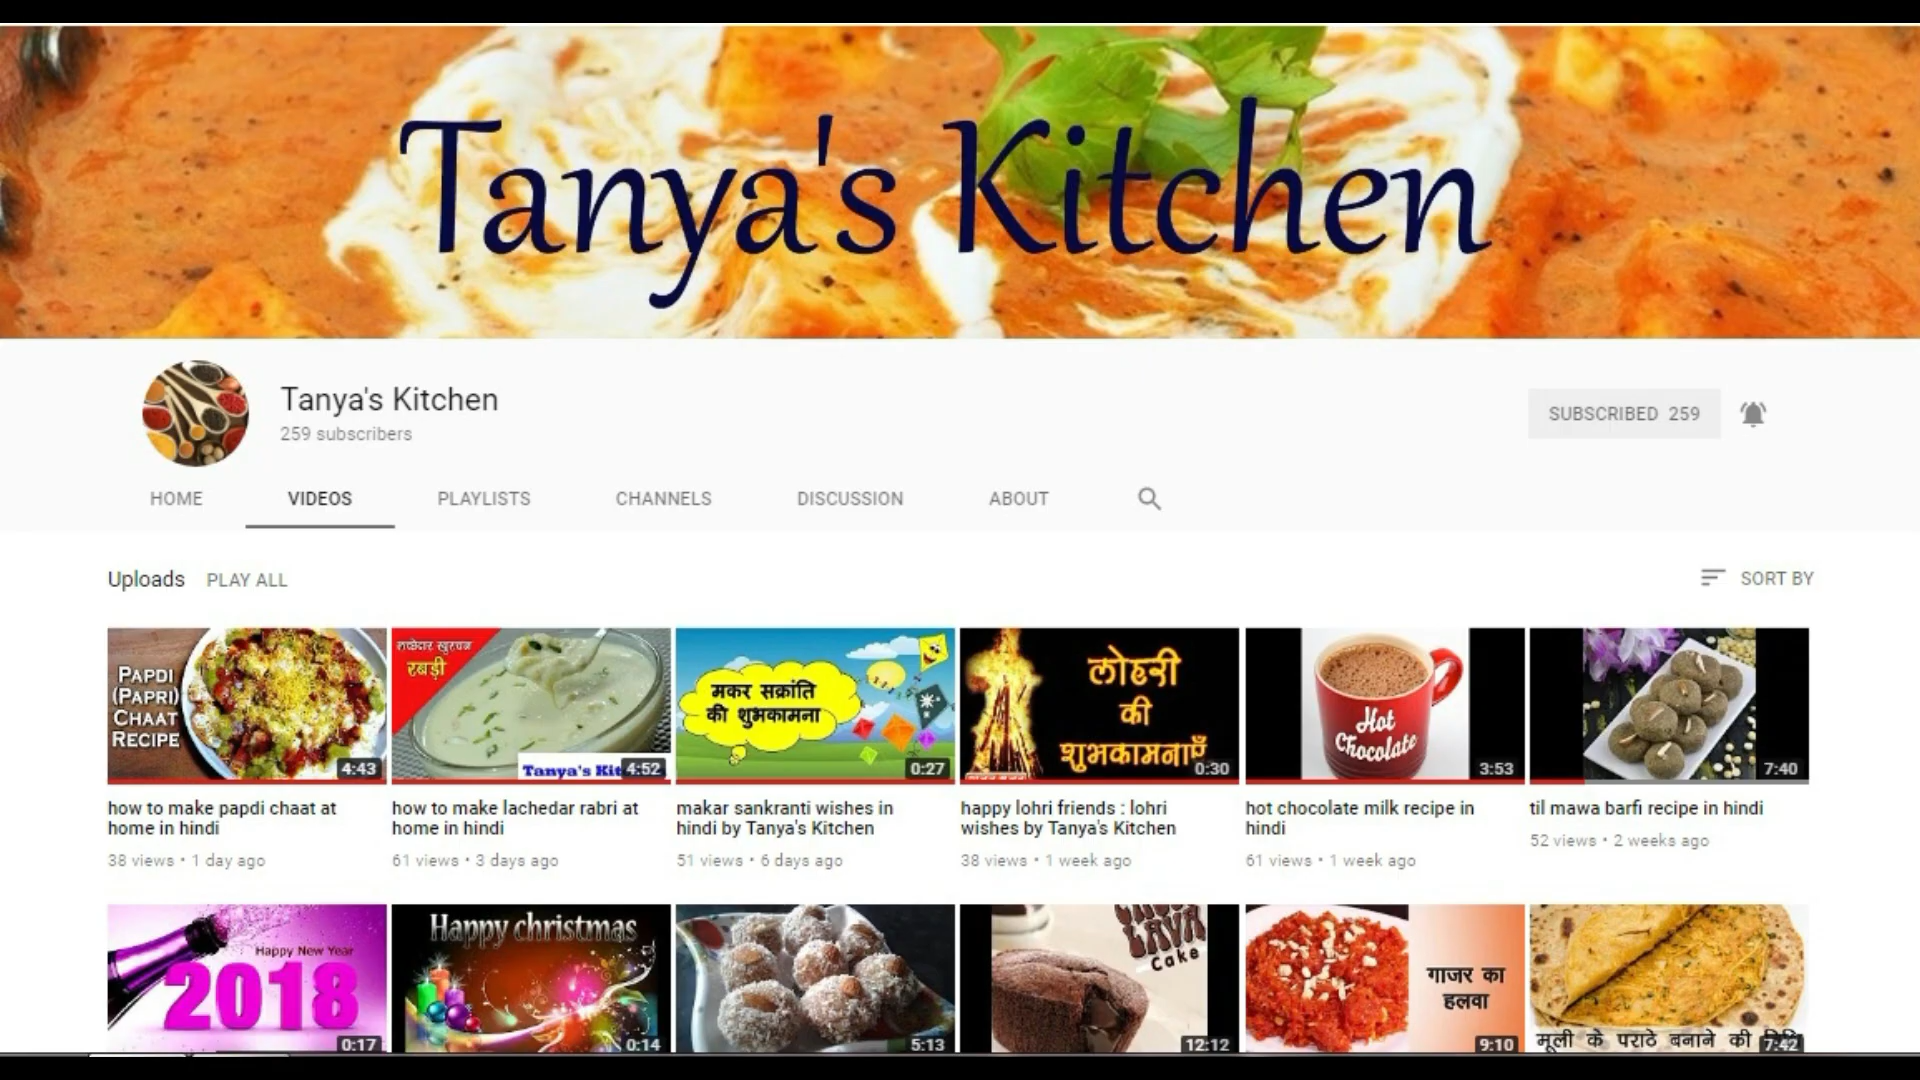 Tanya's Kitchen
Tanya's Kitchen
259 subscribers
SUBSCRIBED 259
HOME VIDEOS PLAYLISTS CHANNELS DISCUSSION ABOUT
Uploads PLAY ALL
SORT BY
PAPDI
(PAPRI)
CHAAT
RECIPE
4:43
लच्छेदार खुरचन
रबड़ी
Tanya's Kit
4:52
मकर सक्रांति
की शुभकामना
0:27
लोहरी
की
शुभकामनाएँ
0:30
Hot
Chocolate
3:53
7:40
how to make papdi chaat at
home in hindi
38 views • 1 day ago
how to make lachedar rabri at
home in hindi
61 views • 3 days ago
makar sankranti wishes in
hindi by Tanya's Kitchen
51 views • 6 days ago
happy lohri friends : lohri
wishes by Tanya's Kitchen
38 views • 1 week ago
hot chocolate milk recipe in
hindi
61 views • 1 week ago
til mawa barfi recipe in hindi
52 views • 2 weeks ago
Happy New Year
2018
0:17
Happy christmas
0:14
5:13
LAVA
Cake
12:12
गाजर का
हलवा
9:10
मूली के पराठे बनाने की
7:42